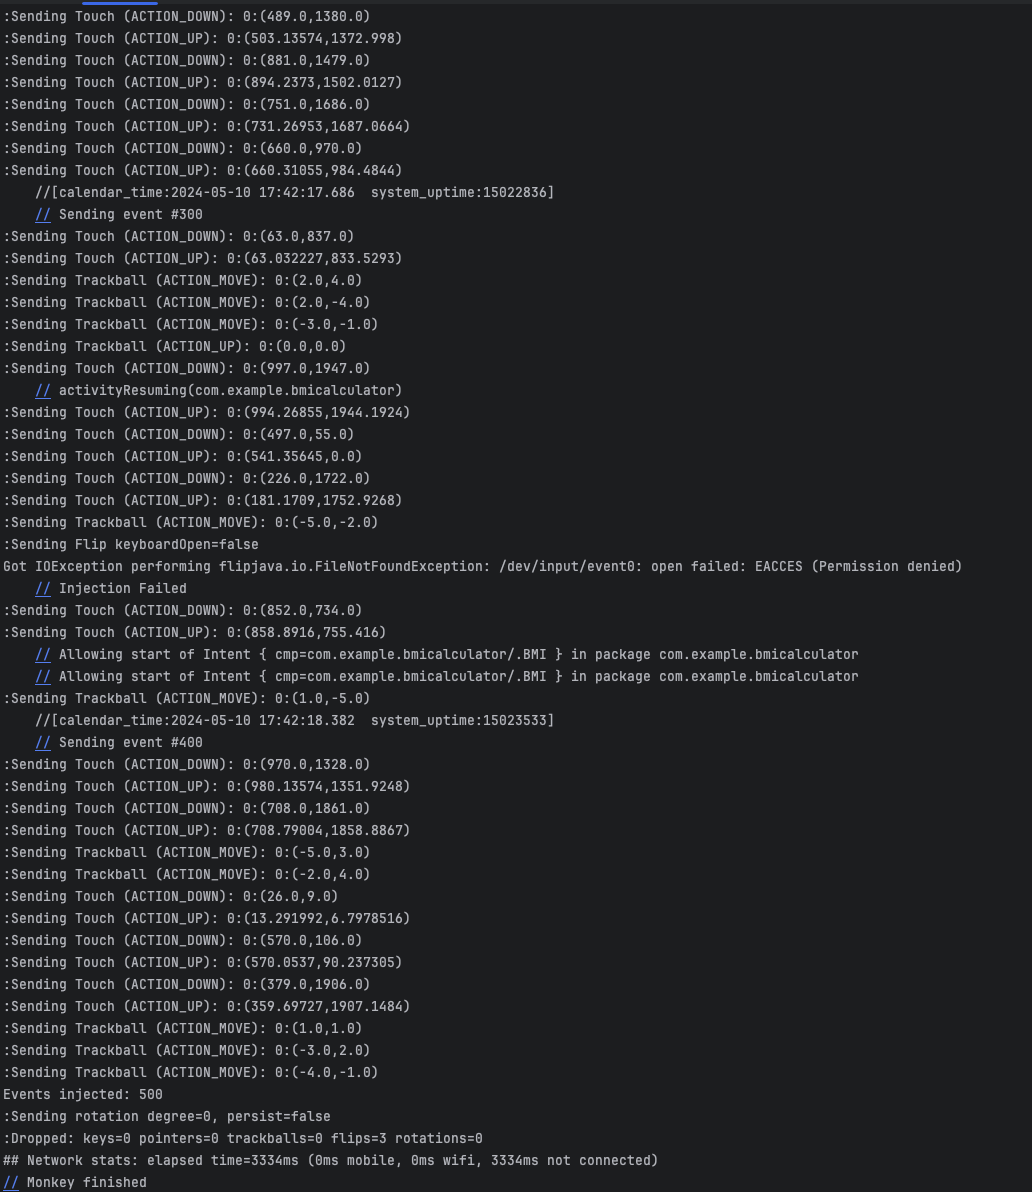 :Sending Touch (ACTION_DOWN): 0:(489.0,1380.0)
:Sending Touch (ACTION_UP): 0:(503.13574,1372.998)
:Sending Touch (ACTION_DOWN): 0:(881.0,1479.0)
:Sending Touch (ACTION_UP): 0:(894.2373,1502.0127)
:Sending Touch (ACTION_DOWN): 0:(751.0,1686.0)
:Sending Touch (ACTION_UP): 0:(731.26953,1687.0664)
:Sending Touch (ACTION_DOWN): 0:(660.0,970.0)
:Sending Touch (ACTION_UP): 0:(660.31055,984.4844)
    //[calendar_time:2024-05-10 17:42:17.686  system_uptime:15022836]
    // Sending event #300
:Sending Touch (ACTION_DOWN): 0:(63.0,837.0)
:Sending Touch (ACTION_UP): 0:(63.032227,833.5293)
:Sending Trackball (ACTION_MOVE): 0:(2.0,4.0)
:Sending Trackball (ACTION_MOVE): 0:(2.0,-4.0)
:Sending Trackball (ACTION_MOVE): 0:(-3.0,-1.0)
:Sending Trackball (ACTION_UP): 0:(0.0,0.0)
:Sending Touch (ACTION_DOWN): 0:(997.0,1947.0)
    // activityResuming(com.example.bmicalculator)
:Sending Touch (ACTION_UP): 0:(994.26855,1944.1924)
:Sending Touch (ACTION_DOWN): 0:(497.0,55.0)
:Sending Touch (ACTION_UP): 0:(541.35645,0.0)
:Sending Touch (ACTION_DOWN): 0:(226.0,1722.0)
:Sending Touch (ACTION_UP): 0:(181.1709,1752.9268)
:Sending Trackball (ACTION_MOVE): 0:(-5.0,-2.0)
:Sending Flip keyboardOpen=false
Got IOException performing flipjava.io.FileNotFoundException: /dev/input/event0: open failed: EACCES (Permission denied)
    // Injection Failed
:Sending Touch (ACTION_DOWN): 0:(852.0,734.0)
:Sending Touch (ACTION_UP): 0:(858.8916,755.416)
    // Allowing start of Intent { cmp=com.example.bmicalculator/.BMI } in package com.example.bmicalculator
    // Allowing start of Intent { cmp=com.example.bmicalculator/.BMI } in package com.example.bmicalculator
:Sending Trackball (ACTION_MOVE): 0:(1.0,-5.0)
    //[calendar_time:2024-05-10 17:42:18.382  system_uptime:15023533]
    // Sending event #400
:Sending Touch (ACTION_DOWN): 0:(970.0,1328.0)
:Sending Touch (ACTION_UP): 0:(980.13574,1351.9248)
:Sending Touch (ACTION_DOWN): 0:(708.0,1861.0)
:Sending Touch (ACTION_UP): 0:(708.79004,1858.8867)
:Sending Trackball (ACTION_MOVE): 0:(-5.0,3.0)
:Sending Trackball (ACTION_MOVE): 0:(-2.0,4.0)
:Sending Touch (ACTION_DOWN): 0:(26.0,9.0)
:Sending Touch (ACTION_UP): 0:(13.291992,6.7978516)
:Sending Touch (ACTION_DOWN): 0:(570.0,106.0)
:Sending Touch (ACTION_UP): 0:(570.0537,90.237305)
:Sending Touch (ACTION_DOWN): 0:(379.0,1906.0)
:Sending Touch (ACTION_UP): 0:(359.69727,1907.1484)
:Sending Trackball (ACTION_MOVE): 0:(1.0,1.0)
:Sending Trackball (ACTION_MOVE): 0:(-3.0,2.0)
:Sending Trackball (ACTION_MOVE): 0:(-4.0,-1.0)
Events injected: 500
:Sending rotation degree=0, persist=false
:Dropped: keys=0 pointers=0 trackballs=0 flips=3 rotations=0
## Network stats: elapsed time=3334ms (0ms mobile, 0ms wifi, 3334ms not connected)
// Monkey finished